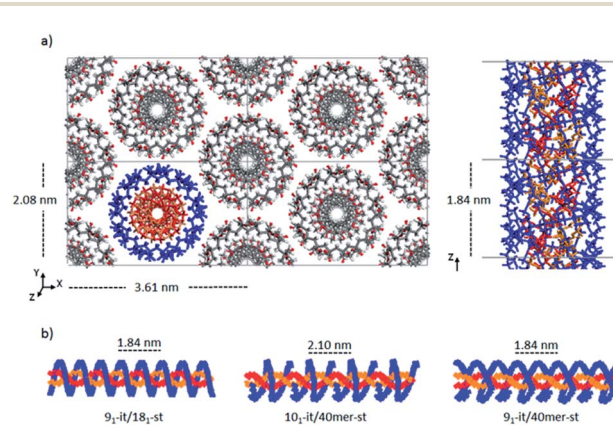 a)
2.08 nm
1.84 nm
Y
X
Z
3.61 nm
Z
b)
1.84 nm
2.10 nm
1.84 nm
9₁-it/18₁-st
10₁-it/40mer-st
9₁-it/40mer-st